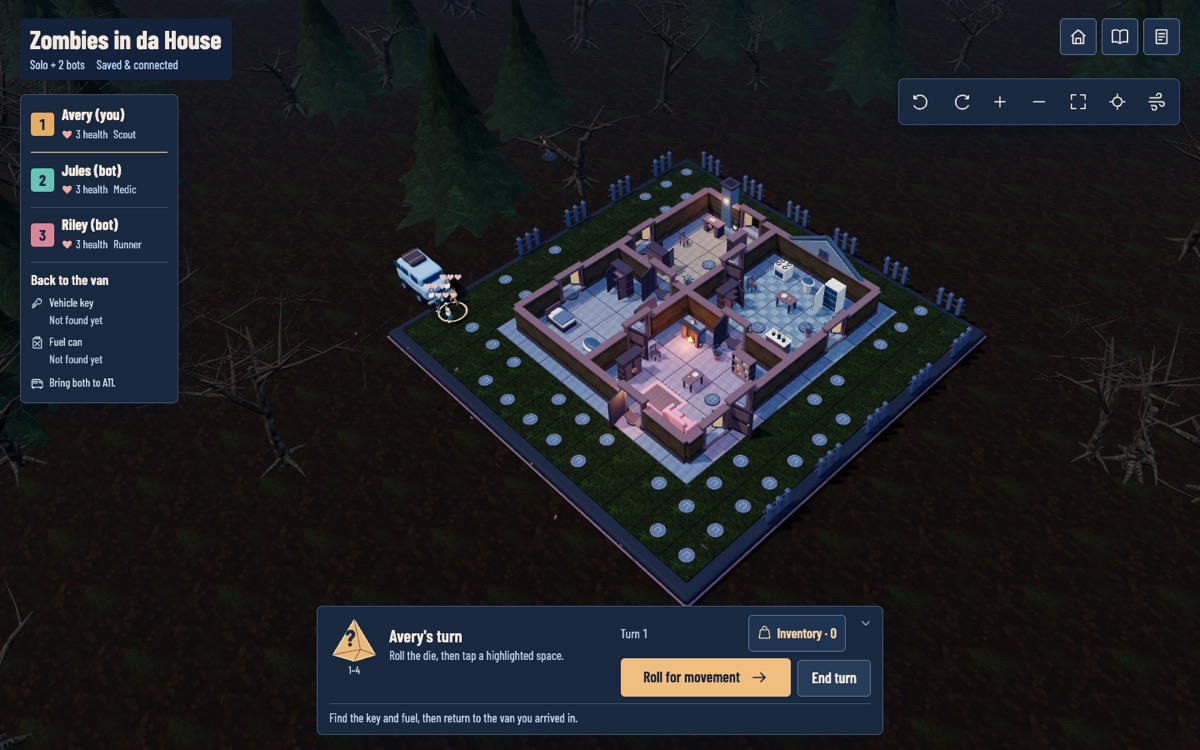 Zombies in da House
Solo + 2 bots Saved & connected
1
Avery (you)
3 health Scout
2
Jules (bot)
3 health Medic
3
Riley (bot)
3 health Runner
Back to the van
Vehicle key
Not found yet
Fuel can
Not found yet
Bring both to A11.
?
1–4
Avery's turn
Roll the die, then tap a highlighted space.
Turn 1
Inventory · 0
Roll for movement
End turn
Find the key and fuel, then return to the van you arrived in.